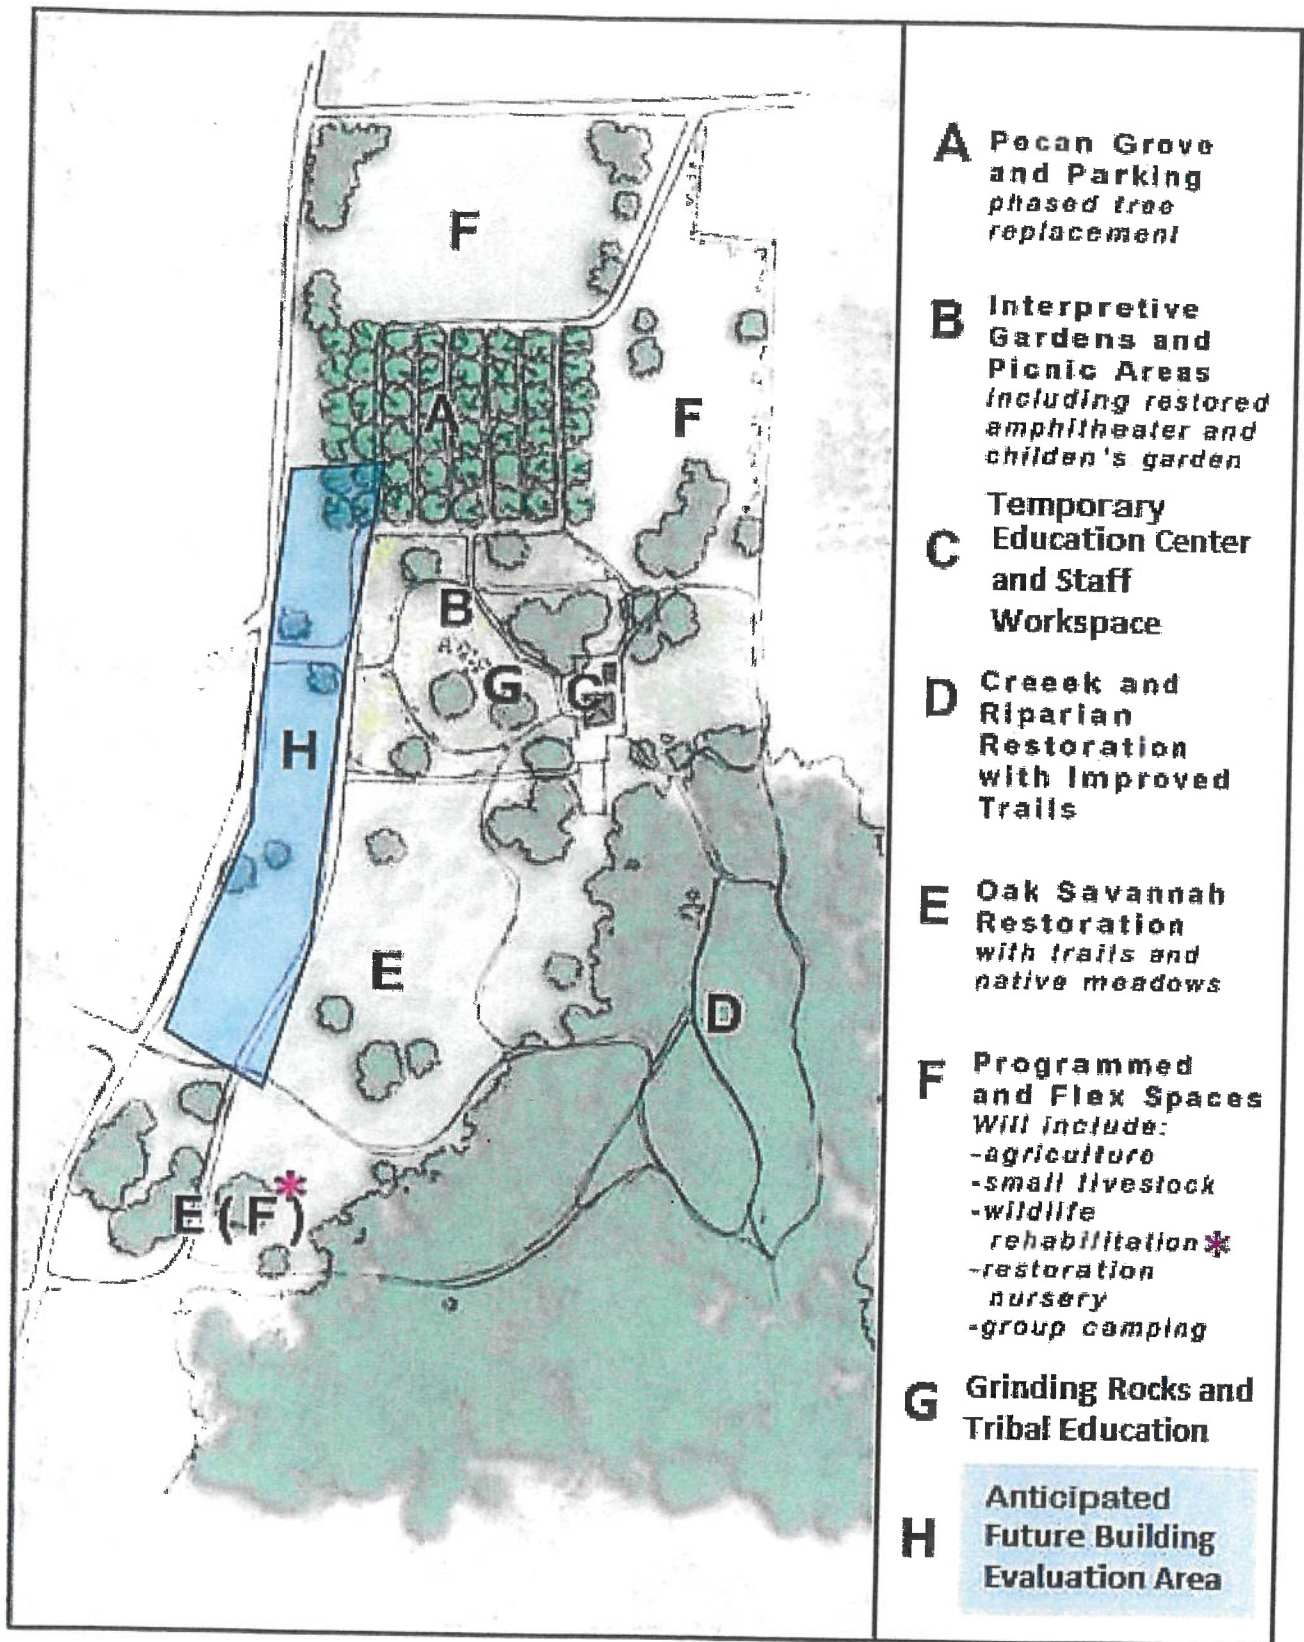 F
A
F
B
G
C
H
E
D
E (F*)
A Pecan Grove
and Parking
phased tree
replacement
B Interpretive
Gardens and
Picnic Areas
including restored
amphitheater and
childen's garden
C Temporary
Education Center
and Staff
Workspace
D Creeek and
Riparian
Restoration
with Improved
Trails
E Oak Savannah
Restoration
with trails and
native meadows
F Programmed
and Flex Spaces
Will include:
-agriculture
-small livestock
-wildlife
rehabilitation*
-restoration
nursery
-group camping
G Grinding Rocks and
Tribal Education
H Anticipated
Future Building
Evaluation Area